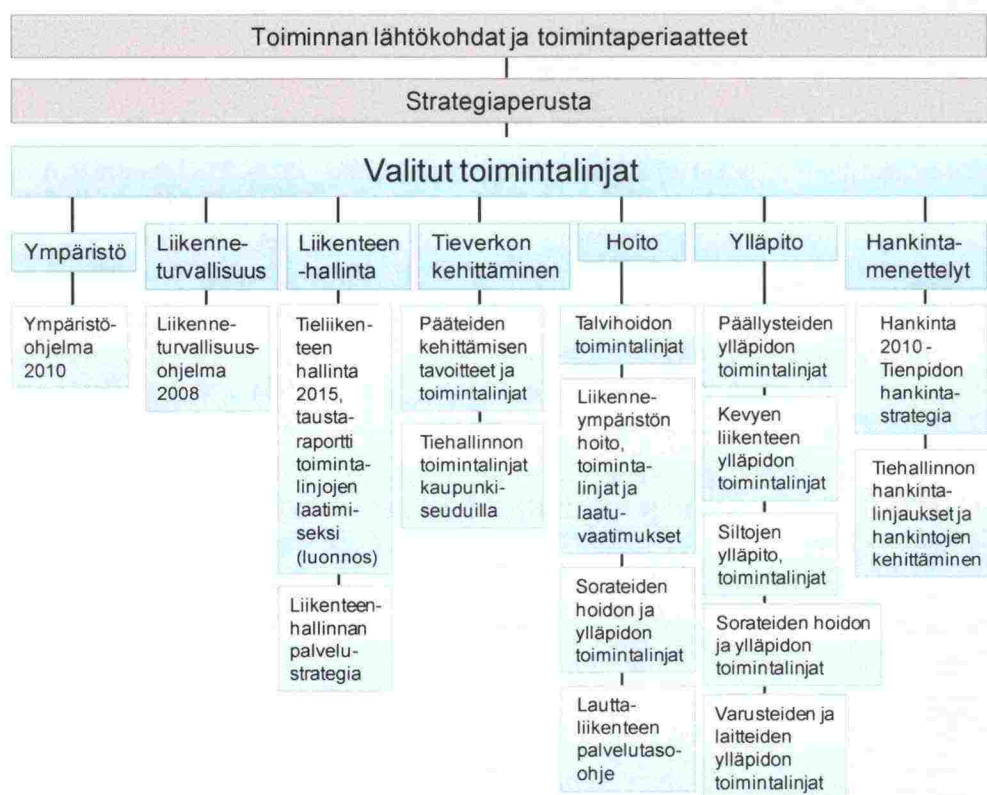 Toiminnan lähtökohdat ja toimintaperiaatteet
Strategiaperusta
Valitut toimintalinjat
Ympäristö
Ympäristö-
ohjelma
2010
Liikenne-
turvallisuus
Liikenne-
turvallisuus-
ohjelma
2008
Liikenteen
-hallinta
Tieliiken-
teen
hallinta
2015,
tausta-
raportti
toiminta-
linjojen
laatimi-
seksi
(luonnos)
Liikenteen-
hallinnan
palvelu-
strategia
Tieverkon
kehittäminen
Pääteiden
kehittämisen
tavoitteet ja
toimintalinjat
Tiehallinnon
toimintalinjat
kaupunki-
seuduilla
Hoito
Talvihoidon
toimintalinjat
Liikenne-
ympäristön
hoito,
toiminta-
linjat ja
laatu-
vaatimukset
Sorateiden
hoidon ja
ylläpidon
toimintalinjat
Lautta-
liikenteen
palvelutaso-
ohje
Ylläpito
Päällysteiden
ylläpidon
toimintalinjat
Kevyen
liikenteen
ylläpidon
toimintalinjat
Siltojen
ylläpito,
toimintalinjat
Sorateiden hoidon
ja ylläpidon
toimintalinjat
Varusteiden ja
laitteiden
ylläpidon
toimintalinjat
Hankinta-
menettelyt
Hankinta
2010 -
Tienpidon
hankinta-
strategia
Tiehallinnon
hankinta-
linjaukset ja
hankintojen
kehittäminen